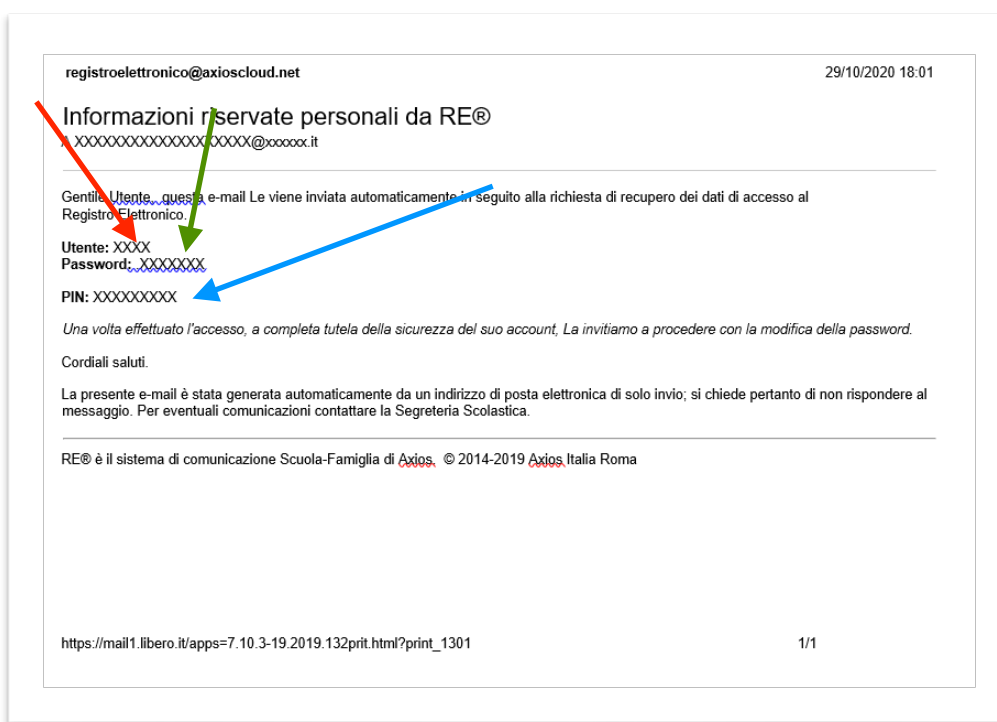 registroelettronico@axioscloud.net 29/10/2020 18:01
Informazioni riservate personali da RE®
A XXXXXXXXXXXXXXXXXXX@xxxxxx.it
Gentile Utente, questa e-mail Le viene inviata automaticamente in seguito alla richiesta di recupero dei dati di accesso al
Registro Elettronico.
Utente: XXXX
Password: XXXXXXX
PIN: XXXXXXXXX
Una volta effettuato l'accesso, a completa tutela della sicurezza del suo account, La invitiamo a procedere con la modifica della password.
Cordiali saluti.
La presente e-mail è stata generata automaticamente da un indirizzo di posta elettronica di solo invio; si chiede pertanto di non rispondere al
messaggio. Per eventuali comunicazioni contattare la Segreteria Scolastica.
RE® è il sistema di comunicazione Scuola-Famiglia di Axios. © 2014-2019 Axios Italia Roma
https://mail1.libero.it/apps=7.10.3-19.2019.132prit.html?print_1301 1/1